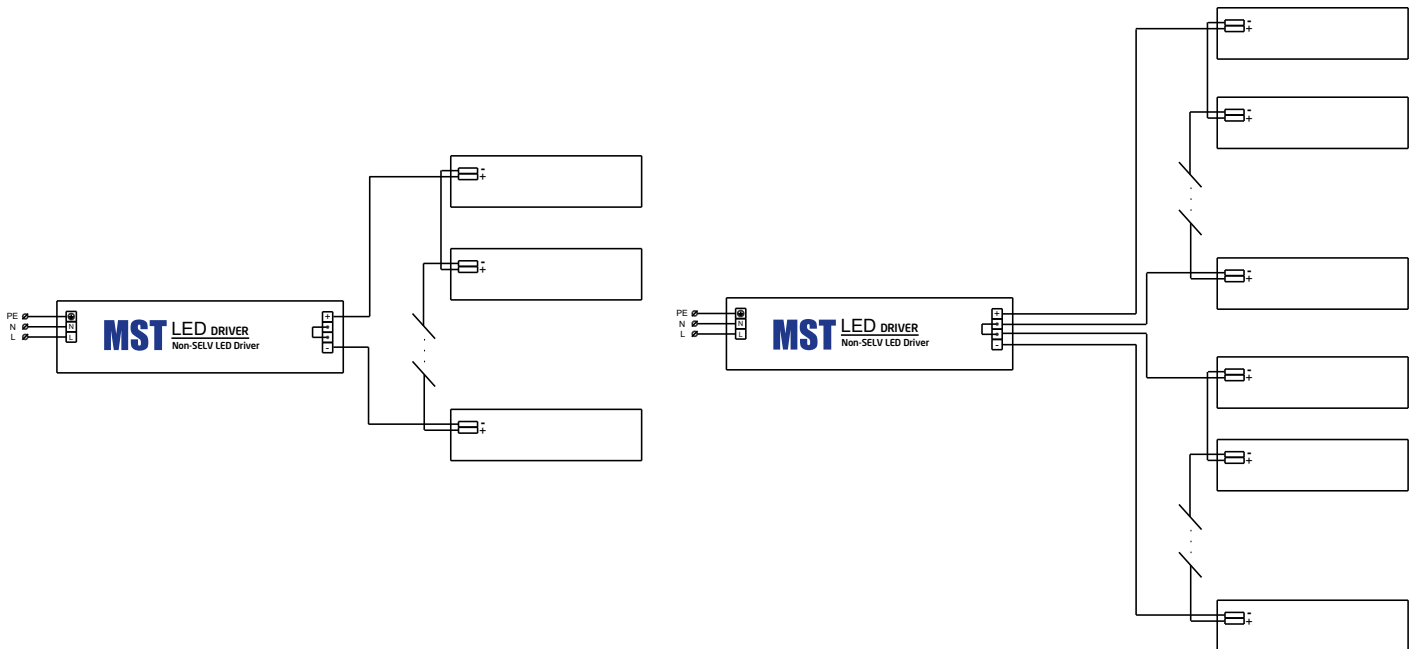 -
+
-
+
-
+
PE
N
L
N
L
MST LED DRIVER
Non-SELV LED Driver
+
-
-
+
-
+
-
+
PE
N
L
N
L
MST LED DRIVER
Non-SELV LED Driver
+
-
-
+
-
+
-
+
-
+